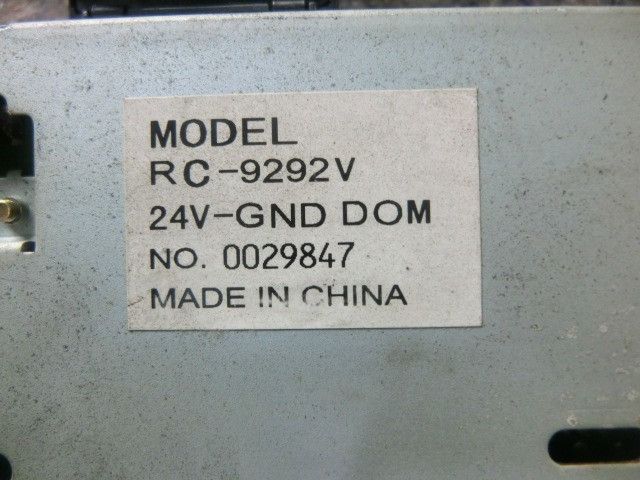 MODEL
RC-9292V
24V-GND DOM
NO. 0029847
MADE IN CHINA